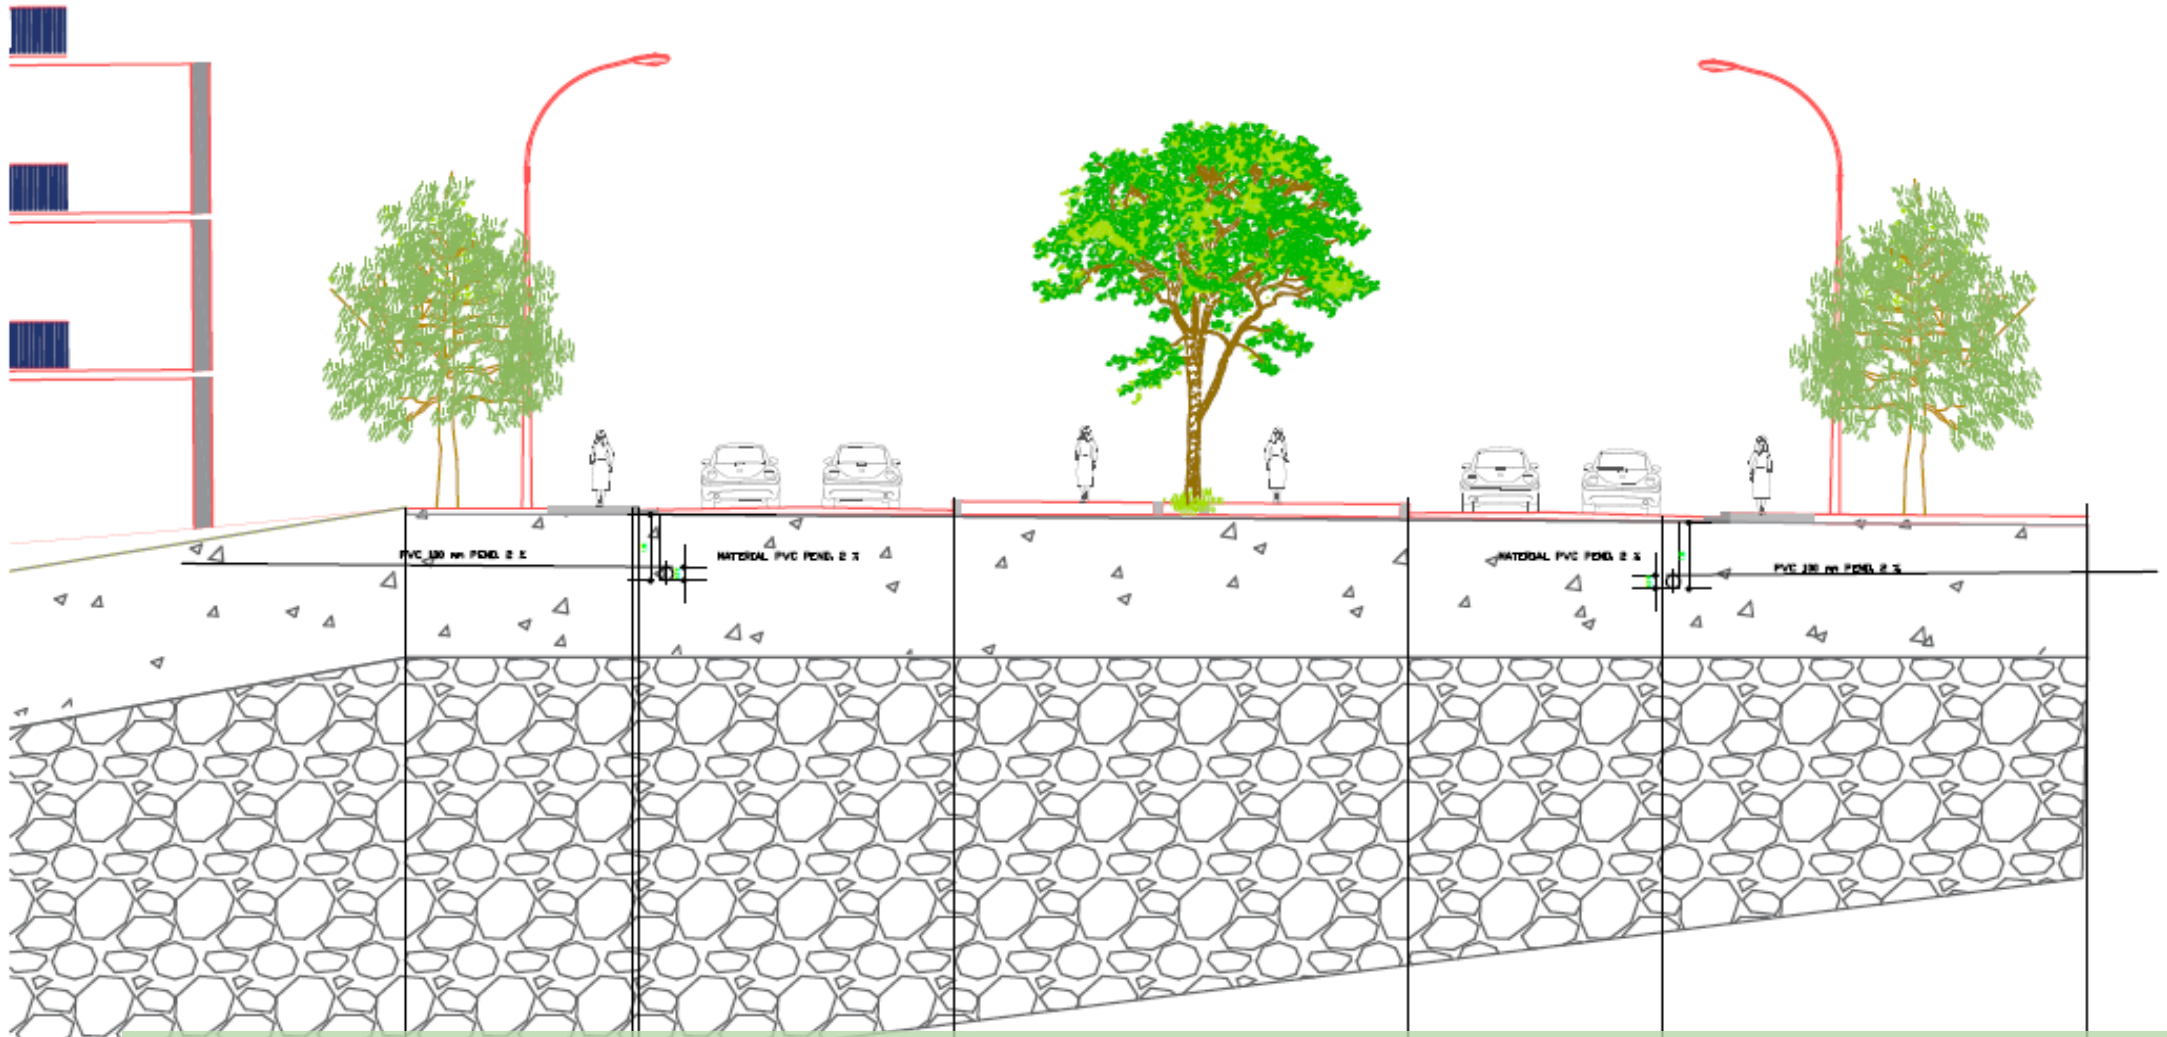 PVC 100 mm PEND. 2 %
MATERIAL PVC PEND. 2 %
MATERIAL PVC PEND. 2 %
PVC 100 mm PEND. 2 %